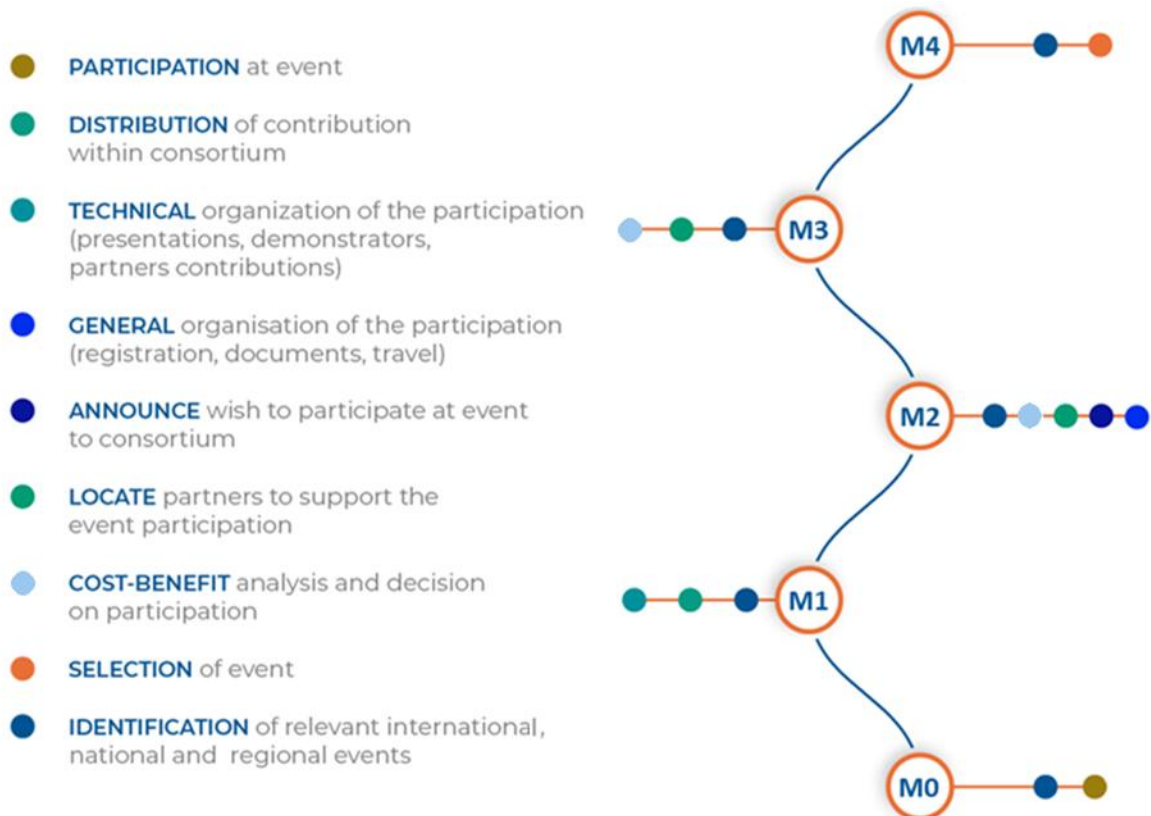 PARTICIPATION at event
DISTRIBUTION of contribution
within consortium
TECHNICAL organization of the participation
(presentations, demonstrators,
partners contributions)
GENERAL organisation of the participation
(registration, documents, travel)
ANNOUNCE wish to participate at event
to consortium
LOCATE partners to support the
event participation
COST-BENEFIT analysis and decision
on participation
SELECTION of event
IDENTIFICATION of relevant international,
national and regional events
M4
M3
M2
M1
M0